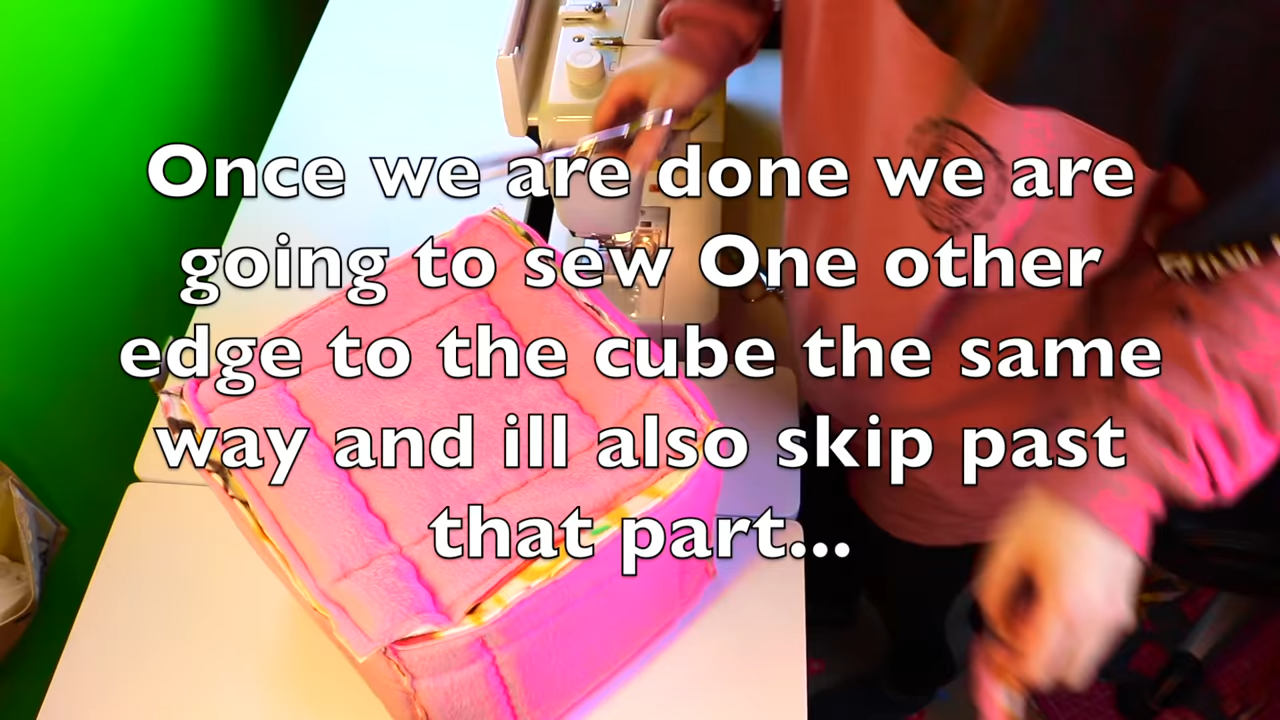 Once we are done we are
going to sew One other
edge to the cube the same
way and ill also skip past
that part...